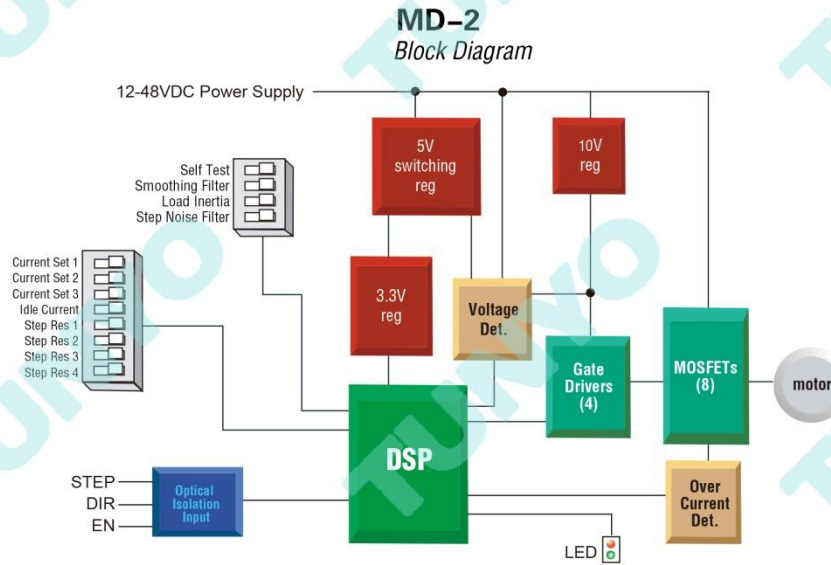 MD–2
Block Diagram
12-48VDC Power Supply
5V
switching
reg
10V
reg
Self Test
Smoothing Filter
Load Inertia
Step Noise Filter
Current Set 1
Current Set 2
Current Set 3
Idle Current
Step Res 1
Step Res 2
Step Res 3
Step Res 4
3.3V
reg
Voltage
Det.
Gate
Drivers
(4)
MOSFETs
(8)
motor
DSP
STEP
DIR
EN
Optical
Isolation
Input
Over
Current
Det.
LED
TUNYO
TUNYO
TUNYO